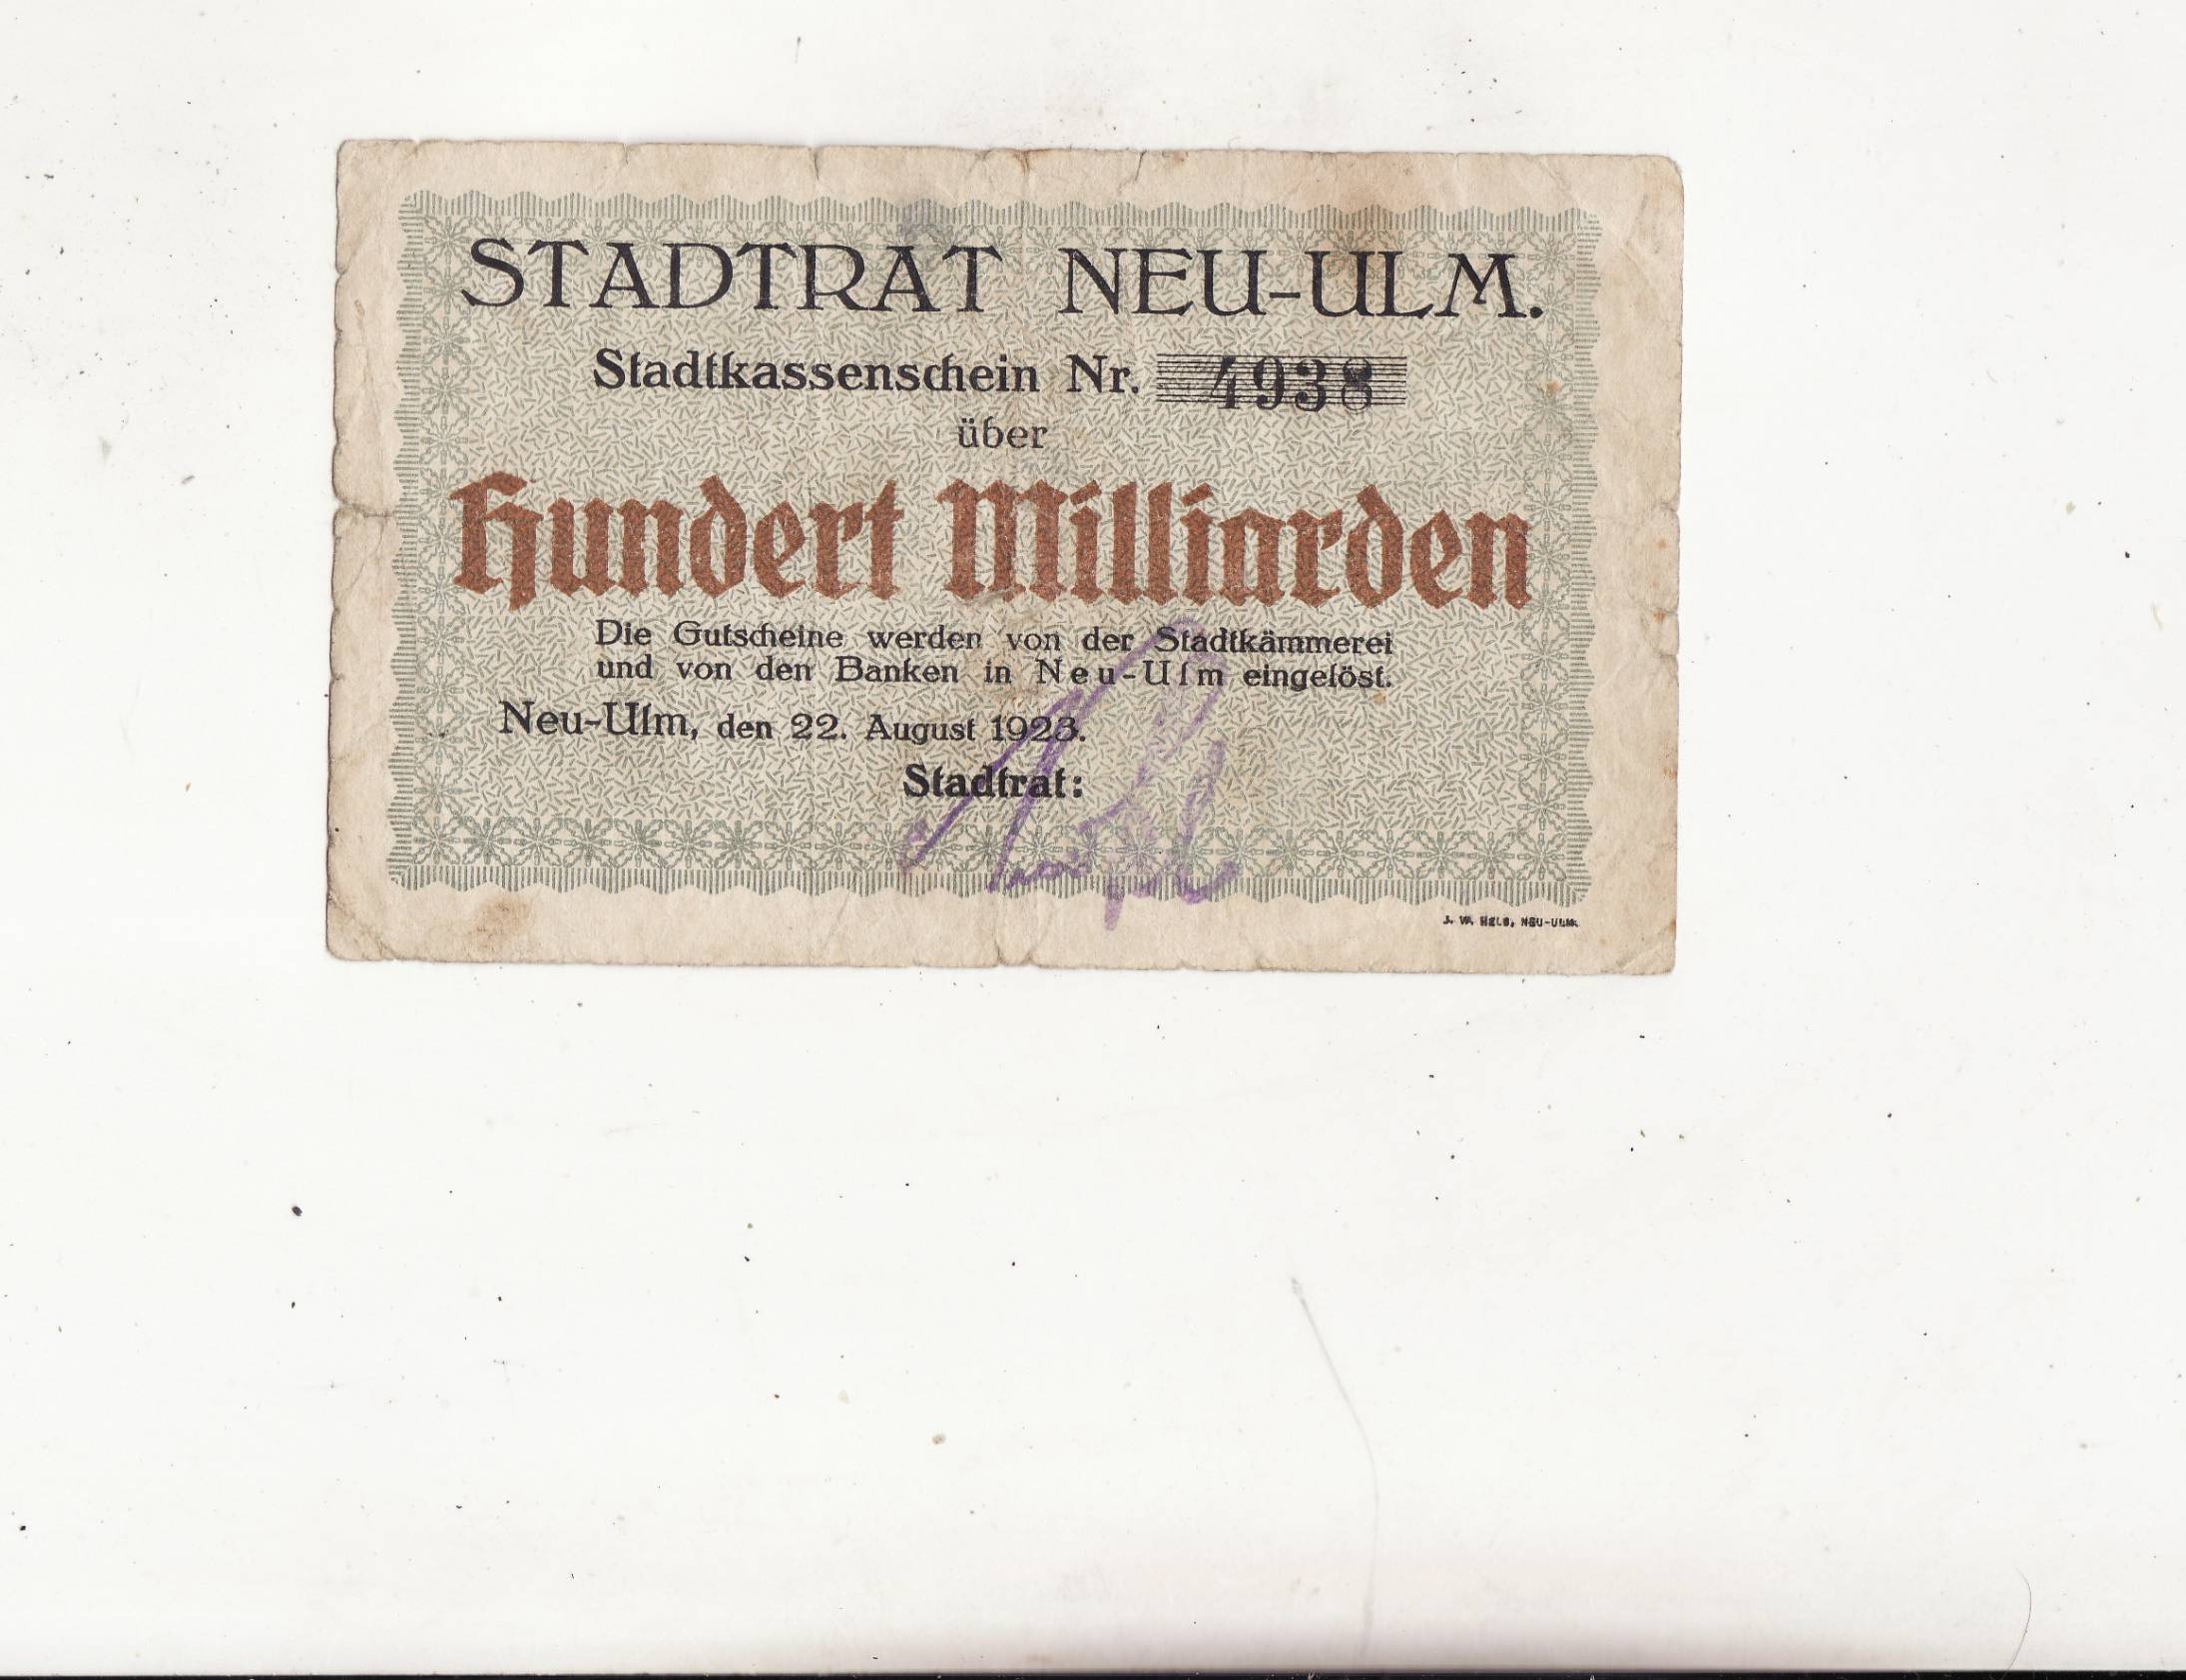 STADTRAT NEU-ULM.
Stadtkassenschein Nr. 4938
über
Hundert Milliarden
Die Gutscheine werden von der Stadtkämmerei
und von den Banken in Neu-Ulm eingelöst.
Neu-Ulm, den 22. August 1923.
Stadtrat:
J. W. HELB, NEU-ULM.